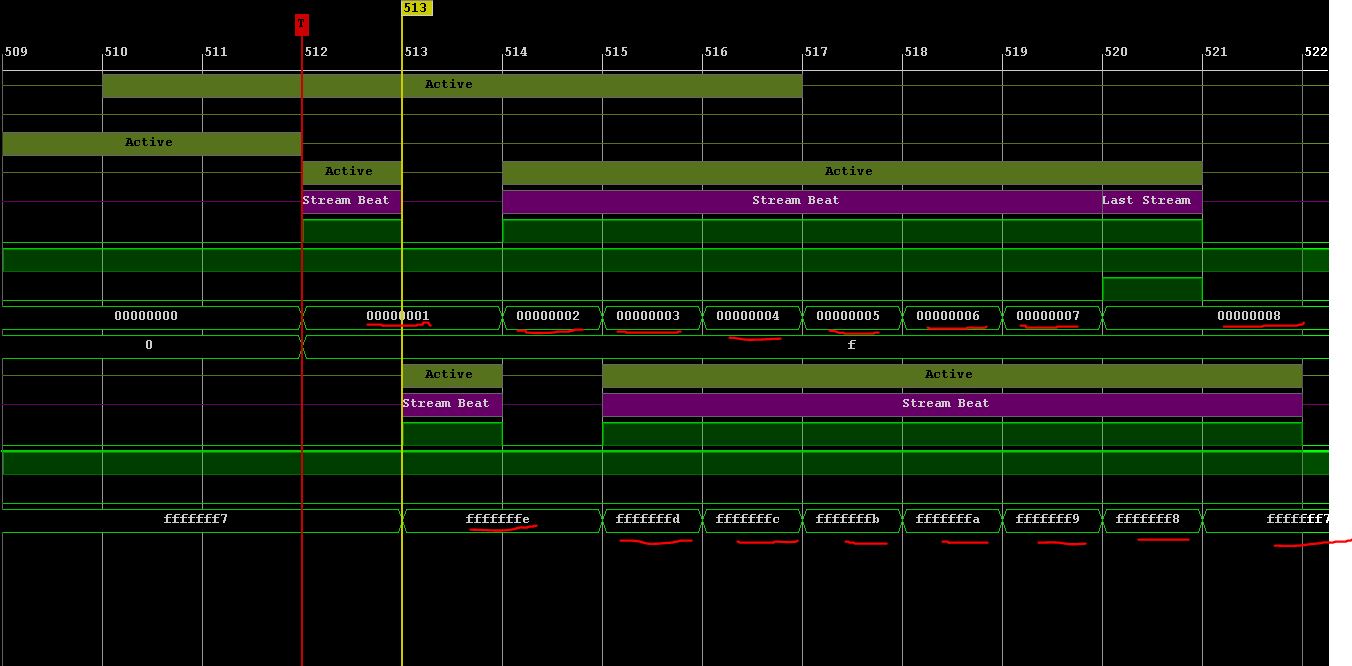 513
T
509 510 511 512 513 514 515 516 517 518 519 520 521 522
Active
Active
Active Active
Stream Beat Stream Beat Last Stream
00000000 00000001 00000002 00000003 00000004 00000005 00000006 00000007 00000008
0 f
Active Active
Stream Beat Stream Beat
fffffff7 fffffffe fffffffd fffffffc fffffffb fffffffa fffffff9 fffffff8 fffffff7